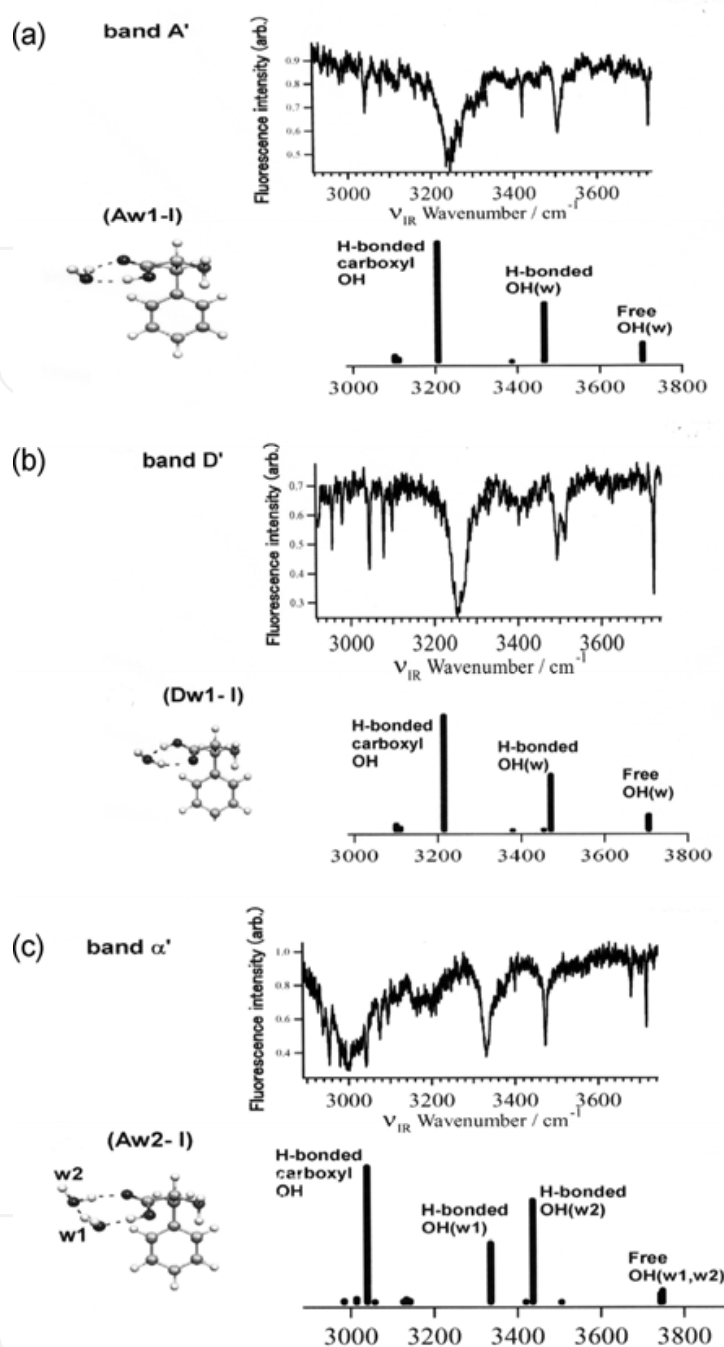 (a) band A'
Fluorescence intensity (arb.)
0.9
0.8
0.7
0.6
0.5
3000 3200 3400 3600
νIR Wavenumber / cm-1
(Aw1-I)
H-bonded
carboxyl
OH
H-bonded
OH(w)
Free
OH(w)
3000 3200 3400 3600 3800
(b) band D'
Fluorescence intensity (arb.)
0.7
0.6
0.5
0.4
0.3
3000 3200 3400 3600
νIR Wavenumber / cm-1
(Dw1- I)
H-bonded
carboxyl
OH
H-bonded
OH(w)
Free
OH(w)
3000 3200 3400 3600 3800
(c) band α'
Fluorescence intensity (arb.)
1.0
0.8
0.6
0.4
3000 3200 3400 3600
νIR Wavenumber / cm-1
(Aw2- I)
w2
w1
H-bonded
carboxyl
OH
H-bonded
OH(w1)
H-bonded
OH(w2)
Free
OH(w1,w2)
3000 3200 3400 3600 3800